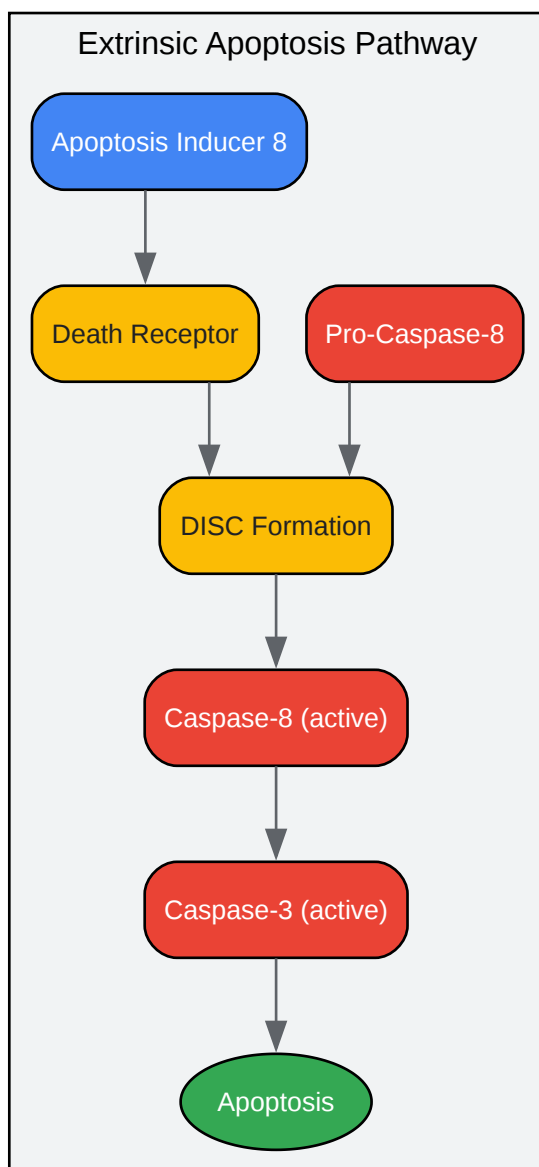 Extrinsic Apoptosis Pathway
Apoptosis Inducer 8
Death Receptor
Pro-Caspase-8
DISC Formation
Caspase-8 (active)
Caspase-3 (active)
Apoptosis